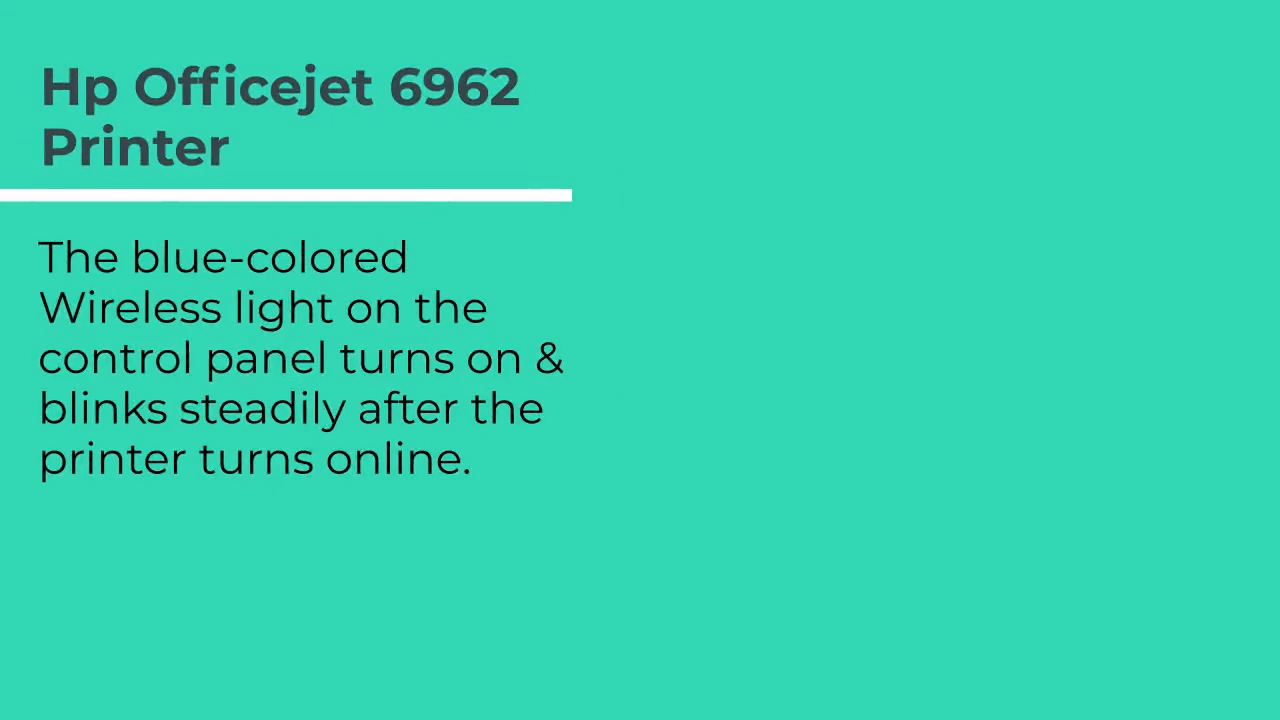 Hp Officejet 6962
Printer
The blue-colored
Wireless light on the
control panel turns on &
blinks steadily after the
printer turns online.